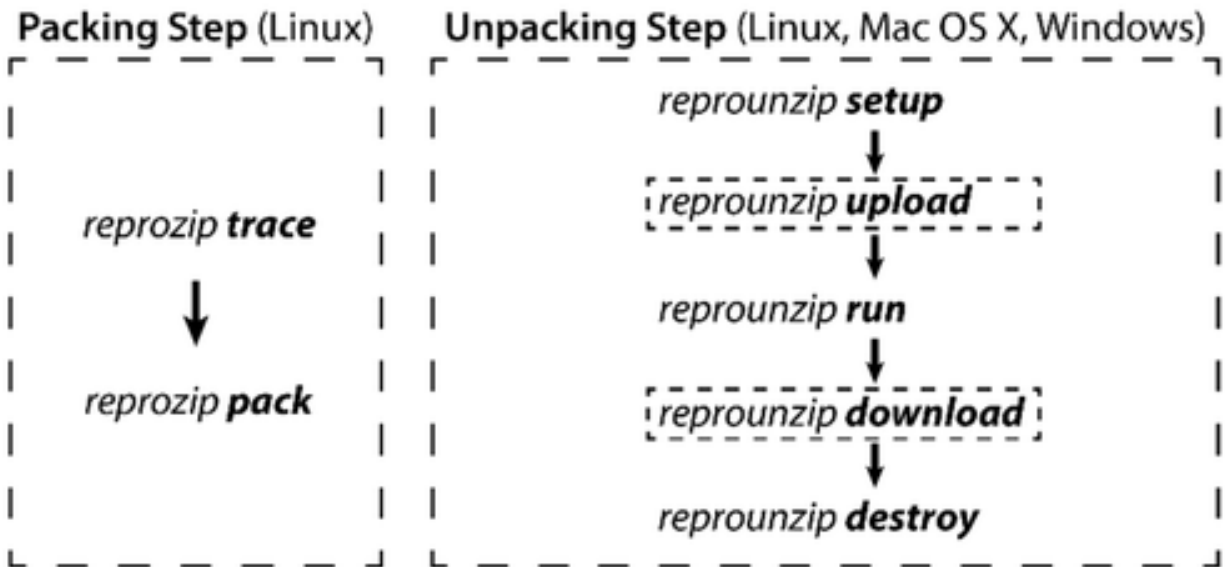 Packing Step (Linux)
reprozip trace
reprozip pack
Unpacking Step (Linux, Mac OS X, Windows)
reprounzip setup
reprounzip upload
reprounzip run
reprounzip download
reprounzip destroy